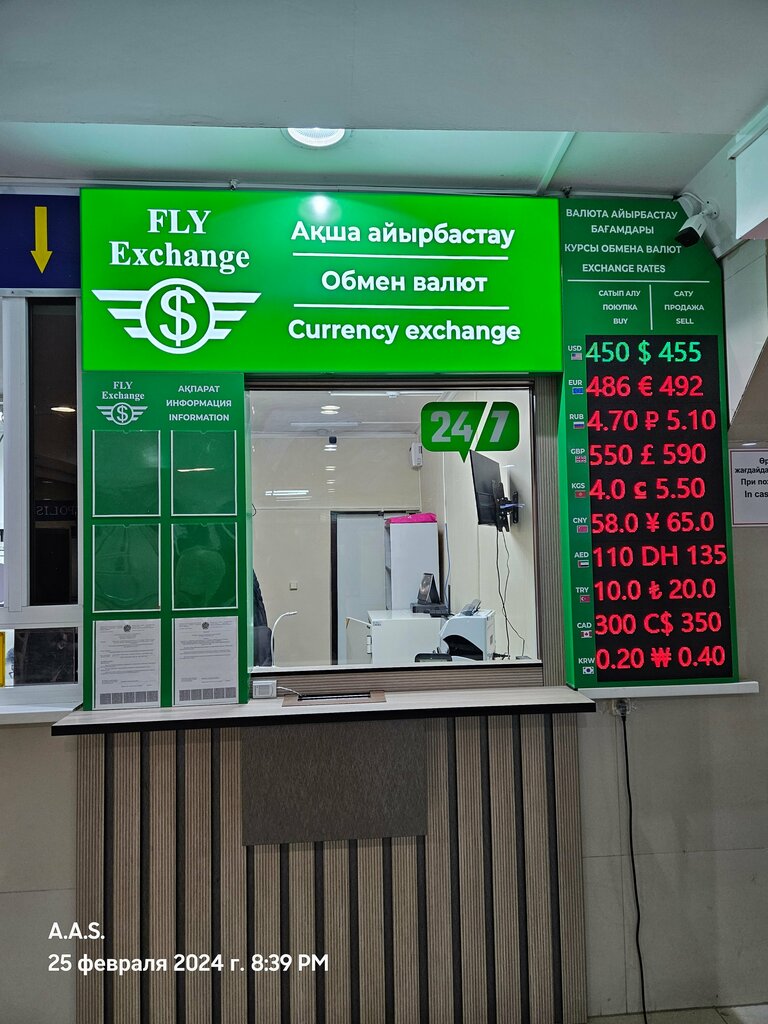 FLY
Exchange
$
Ақша айырбастау
Обмен валют
Currency exchange
ВАЛЮТА АЙЫРБАСТАУ
БАҒАМДАРЫ
КУРСЫ ОБМЕНА ВАЛЮТ
EXCHANGE RATES
САТЫП АЛУ
ПОКУПКА
BUY
САТУ
ПРОДАЖА
SELL
USD 450 $ 455
EUR 486 € 492
RUB 4.70 ₽ 5.10
GBP 550 £ 590
KGS 4.0 с 5.50
CNY 58.0 ¥ 65.0
AED 110 DH 135
TRY 10.0 ₺ 20.0
CAD 300 C$ 350
KRW 0.20 ₩ 0.40
FLY
Exchange
$
АҚПАРАТ
ИНФОРМАЦИЯ
INFORMATION
24/7
При по
In cas
A.A.S.
25 февраля 2024 г. 8:39 PM